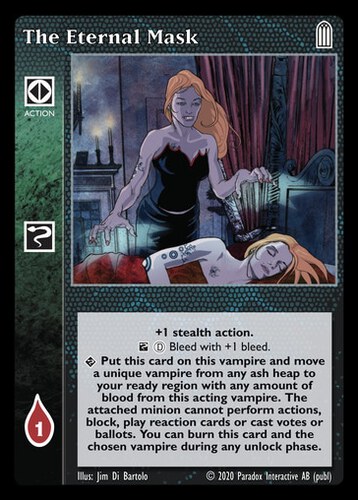 The Eternal Mask
ACTION
+1 stealth action.
Bleed with +1 bleed.
Put this card on this vampire and move
a unique vampire from any ash heap to
your ready region with any amount of
blood from this acting vampire. The
attached minion cannot perform actions,
block, play reaction cards or cast votes or
ballots. You can burn this card and the
chosen vampire during any unlock phase.
1
Illus: Jim Di Bartolo © 2020 Paradox Interactive AB (publ)